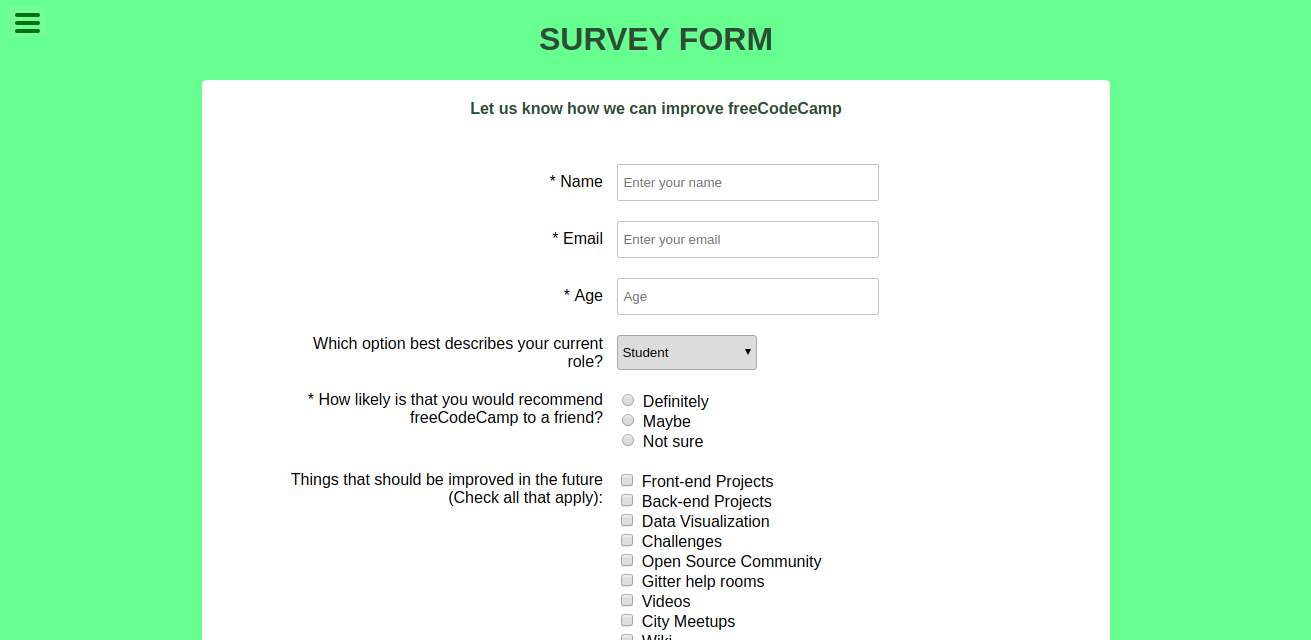 SURVEY FORM
Let us know how we can improve freeCodeCamp
* Name
Enter your name
* Email
Enter your email
* Age
Age
Which option best describes your current
role?
Student
* How likely is that you would recommend
freeCodeCamp to a friend?
Definitely
Maybe
Not sure
Things that should be improved in the future
(Check all that apply):
Front-end Projects
Back-end Projects
Data Visualization
Challenges
Open Source Community
Gitter help rooms
Videos
City Meetups
Wiki